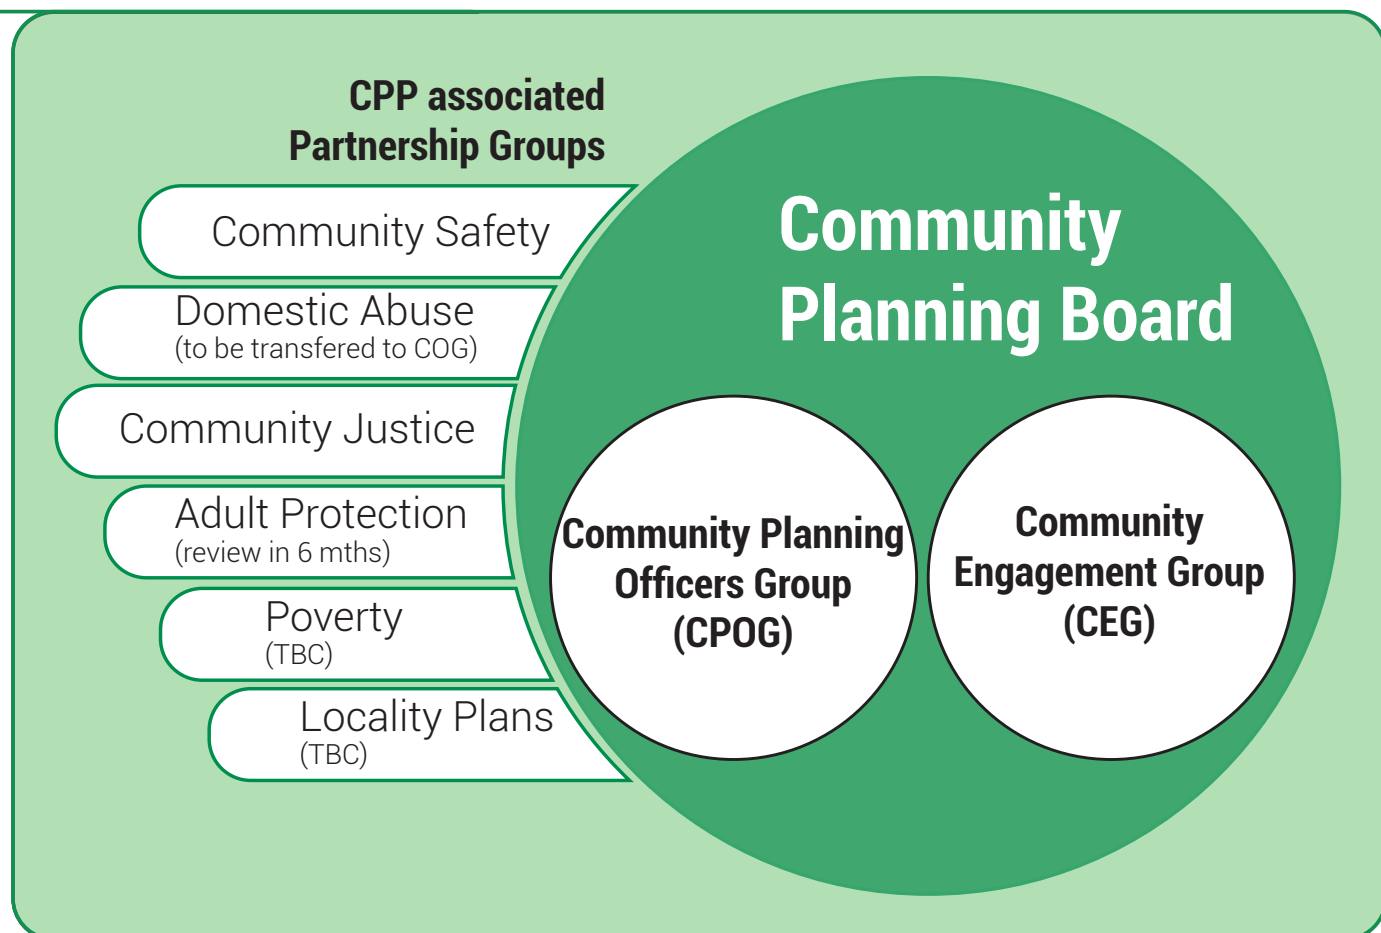 CPP associated
Partnership Groups
Community Safety
Domestic Abuse
(to be transfered to COG)
Community Justice
Adult Protection
(review in 6 mths)
Poverty
(TBC)
Locality Plans
(TBC)
Community
Planning Board
Community Planning
Officers Group
(CPOG)
Community
Engagement Group
(CEG)